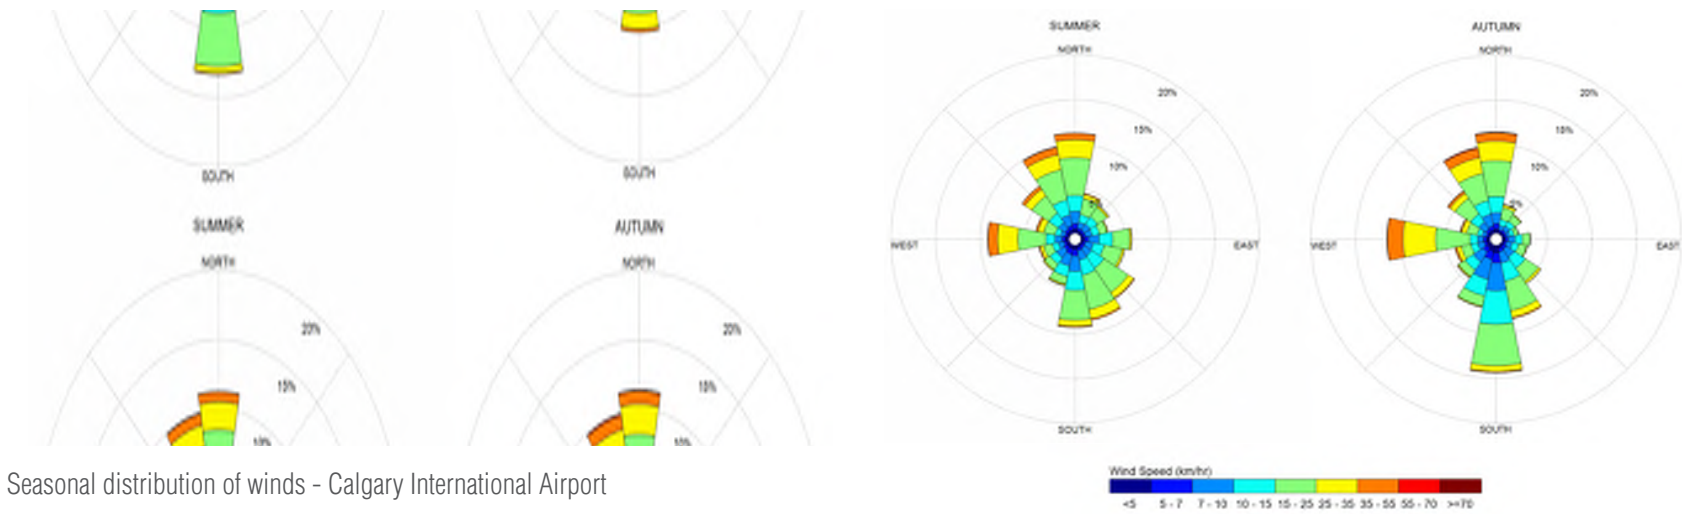 SOUTH
SOUTH
SUMMER
AUTUMN
NORTH
NORTH
20%
20%
15%
15%
10%
10%
Seasonal distribution of winds - Calgary International Airport
SUMMER
AUTUMN
NORTH
NORTH
20%
20%
15%
15%
10%
10%
5%
5%
WEST
EAST
WEST
EAST
SOUTH
SOUTH
Wind Speed (km/hr)
<5 5 - 7 7 - 10 10 - 15 15 - 25 25 - 35 35 - 55 55 - 70 >=70